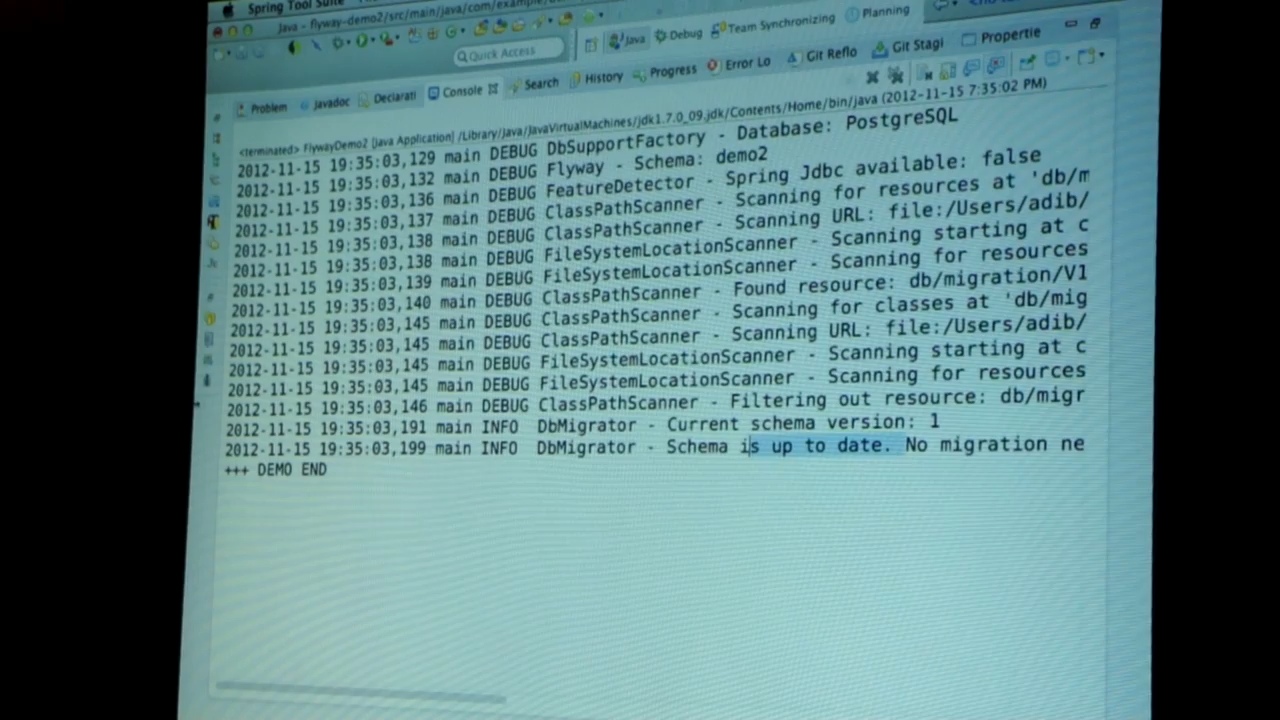 Spring Tool Suite
Java - flyway-demo2/src/main/java/com/example
Quick Access
Java Debug Team Synchronizing Planning
Problem Javadoc Declarati Console Search History Progress Error Lo Git Reflo Git Stagi Propertie
<terminated> FlywayDemo2 [Java Application] /Library/Java/JavaVirtualMachines/jdk1.7.0_09.jdk/Contents/Home/bin/java (2012-11-15 7:35:02 PM)
2012-11-15 19:35:03,129 main DEBUG DbSupportFactory - Database: PostgreSQL
2012-11-15 19:35:03,132 main DEBUG Flyway - Schema: demo2
2012-11-15 19:35:03,136 main DEBUG FeatureDetector - Spring Jdbc available: false
2012-11-15 19:35:03,137 main DEBUG ClassPathScanner - Scanning for resources at 'db/m
2012-11-15 19:35:03,138 main DEBUG ClassPathScanner - Scanning URL: file:/Users/adib/
2012-11-15 19:35:03,138 main DEBUG FileSystemLocationScanner - Scanning starting at c
2012-11-15 19:35:03,139 main DEBUG FileSystemLocationScanner - Scanning for resources
2012-11-15 19:35:03,140 main DEBUG ClassPathScanner - Found resource: db/migration/V1
2012-11-15 19:35:03,145 main DEBUG ClassPathScanner - Scanning for classes at 'db/mig
2012-11-15 19:35:03,145 main DEBUG ClassPathScanner - Scanning URL: file:/Users/adib/
2012-11-15 19:35:03,145 main DEBUG FileSystemLocationScanner - Scanning starting at c
2012-11-15 19:35:03,145 main DEBUG FileSystemLocationScanner - Scanning for resources
2012-11-15 19:35:03,146 main DEBUG ClassPathScanner - Filtering out resource: db/migr
2012-11-15 19:35:03,191 main INFO DbMigrator - Current schema version: 1
2012-11-15 19:35:03,199 main INFO DbMigrator - Schema is up to date. No migration ne
+++ DEMO END